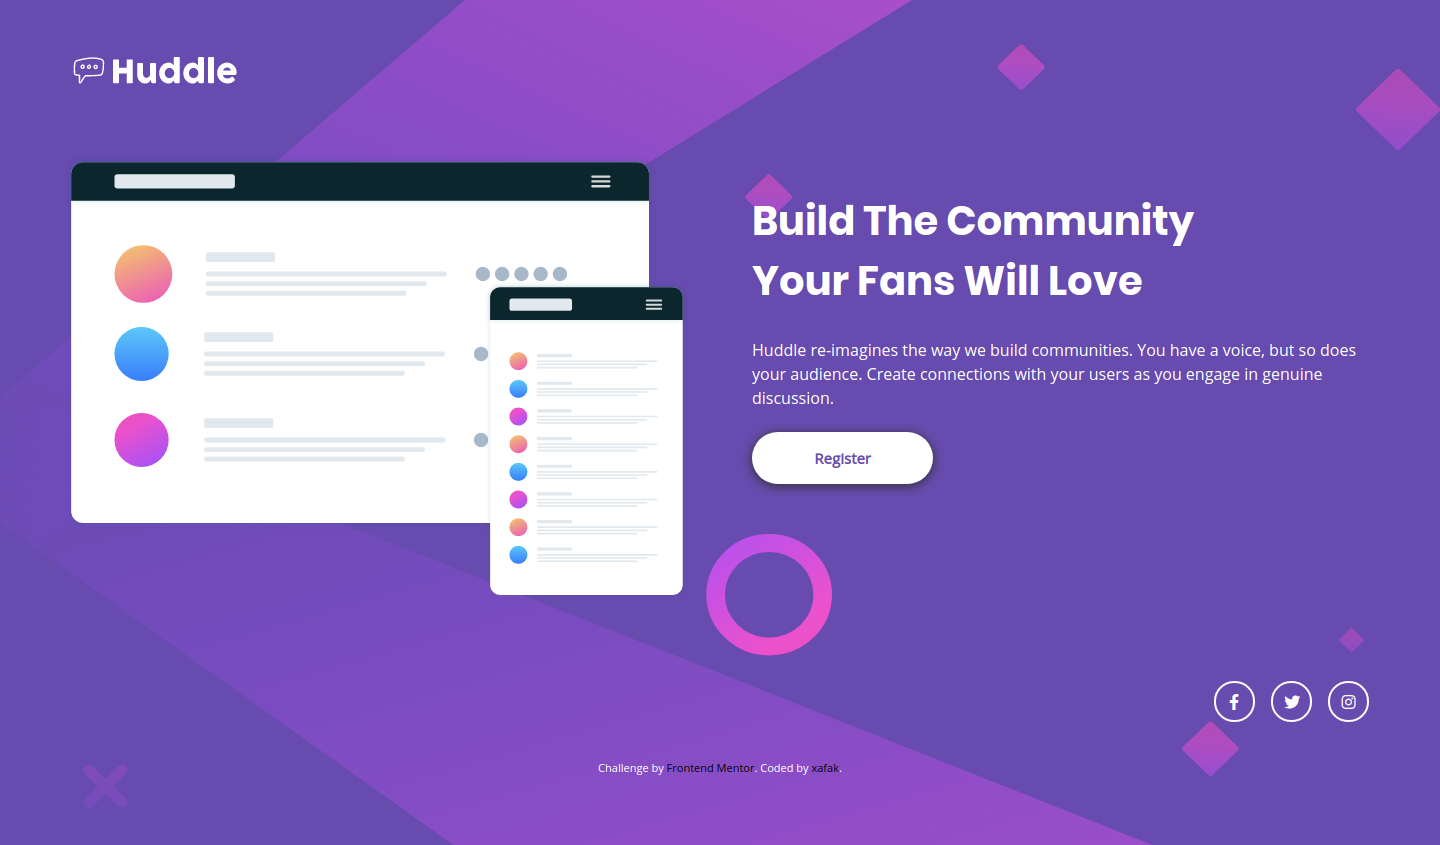 Huddle
Build The Community
Your Fans Will Love
Huddle re-imagines the way we build communities. You have a voice, but so does
your audience. Create connections with your users as you engage in genuine
discussion.
Register
Challenge by Frontend Mentor. Coded by xafak.